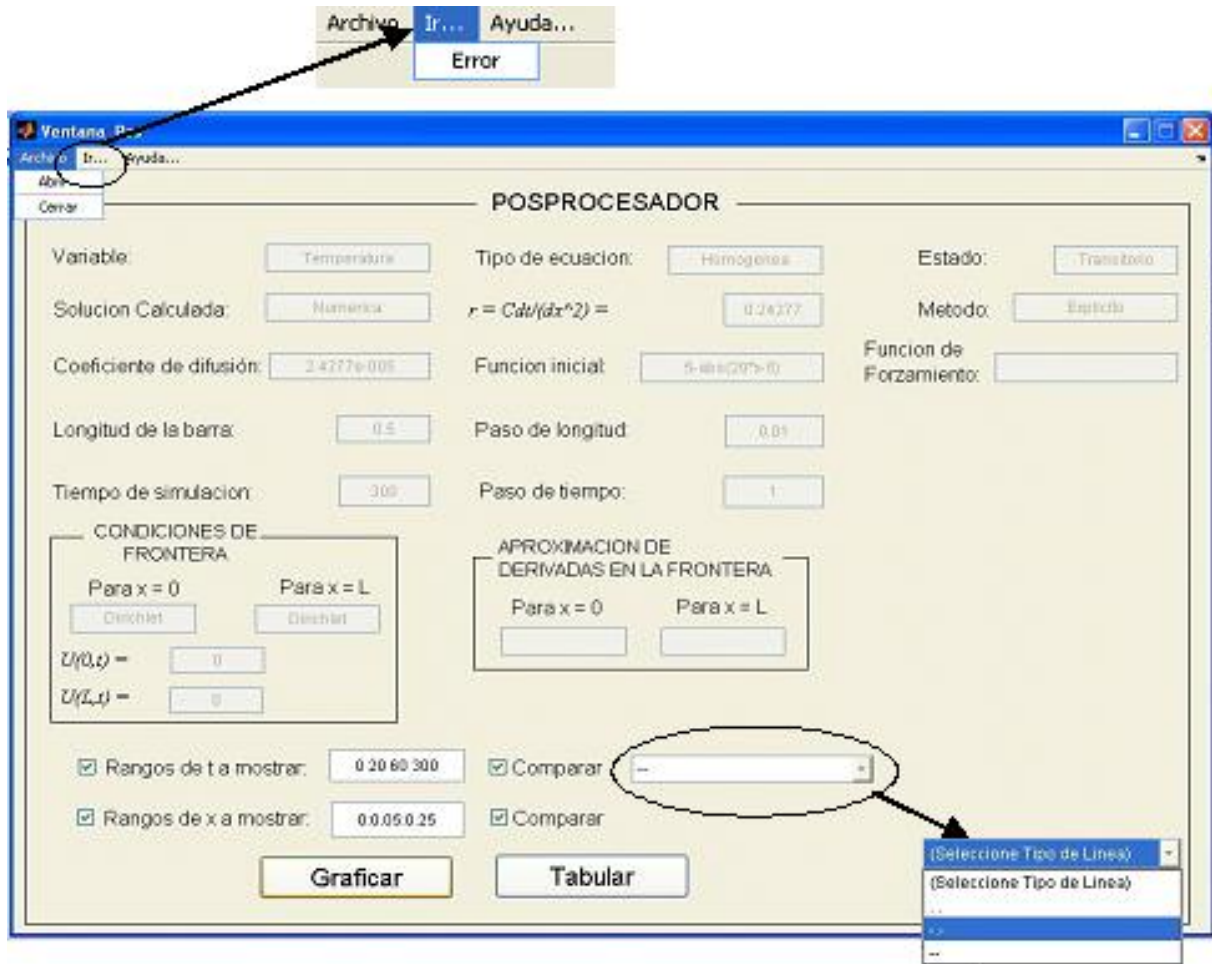 Archivo Ir... Ayuda...
Error
Ventana_Pos
Archivo Ir... Ayuda...
Abrir
Cerrar
POSPROCESADOR
Variable: Temperatura Tipo de ecuacion: Homogenea Estado: Transitorio
Solucion Calculada: Numerica r = Cdt/(dx^2) = 0.24277 Metodo: Explicito
Coeficiente de difusión: 2.4277e-005 Funcion inicial: Funcion de
Forzamiento:
Longitud de la barra: 0.5 Paso de longitud: 0.01
Tiempo de simulacion: 300 Paso de tiempo: 1
CONDICIONES DE
FRONTERA
Para x = 0 Para x = L
Dirichlet Dirichlet
U(0,t) = 0
U(L,t) = 0
APROXIMACION DE
DERIVADAS EN LA FRONTERA
Para x = 0 Para x = L
Rangos de t a mostrar: 0 20 60 300 Comparar --
Rangos de x a mostrar: 0:0.05:0.25 Comparar
Graficar Tabular
(Seleccione Tipo de Linea)
(Seleccione Tipo de Linea)
--